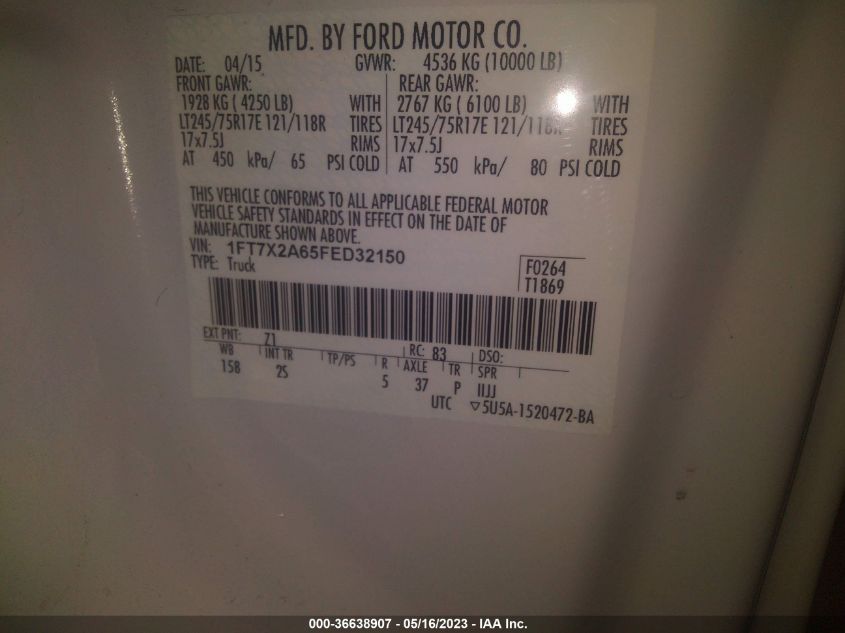 MFD. BY FORD MOTOR CO.
DATE: 04/15 GVWR: 4536 KG (10000 LB)
FRONT GAWR: REAR GAWR:
1928 KG ( 4250 LB) WITH 2767 KG ( 6100 LB) WITH
LT245/75R17E 121/118R TIRES LT245/75R17E 121/118R TIRES
17x7.5J RIMS 17x7.5J RIMS
AT 450 kPa/ 65 PSI COLD AT 550 kPa/ 80 PSI COLD
THIS VEHICLE CONFORMS TO ALL APPLICABLE FEDERAL MOTOR
VEHICLE SAFETY STANDARDS IN EFFECT ON THE DATE OF
MANUFACTURE SHOWN ABOVE.
VIN: 1FT7X2A65FED32150
TYPE: Truck
F0264
T1869
EXT PNT: Z1 RC: 83 DSO:
WB INT TR TP/PS R AXLE TR SPR
158 2S 5 37 P IIJJ
UTC ▽5U5A-1520472-BA
000-36638907 - 05/16/2023 - IAA Inc.